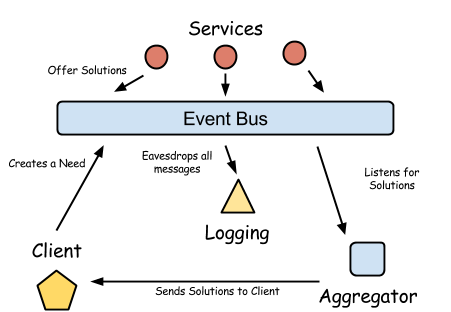 Services
Offer Solutions
Event Bus
Creates a Need
Eavesdrops all
messages
Listens for
Solutions
Client
Logging
Aggregator
Sends Solutions to Client